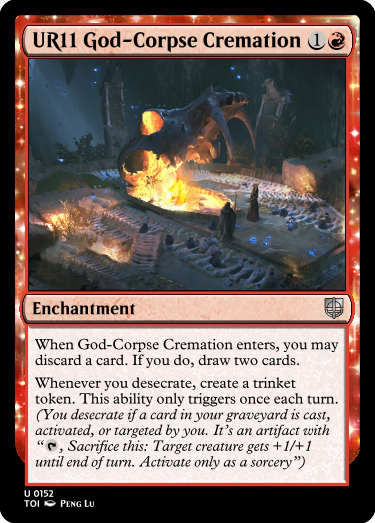 UR11 God-Corpse Cremation 1
Enchantment
When God-Corpse Cremation enters, you may
discard a card. If you do, draw two cards.
Whenever you desecrate, create a trinket
token. This ability only triggers once each turn.
(You desecrate if a card in your graveyard is cast,
activated, or targeted by you. It's an artifact with
“, Sacrifice this: Target creature gets +1/+1
until end of turn. Activate only as a sorcery”)
U 0152
TOI Peng Lu